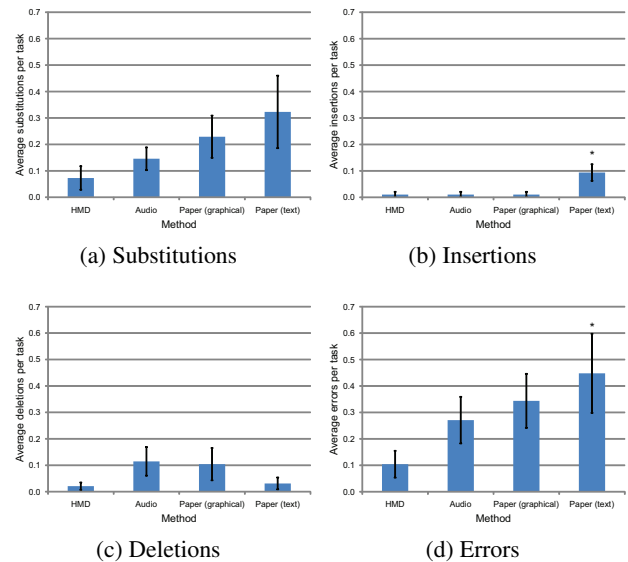 0.7
0.6
0.5
0.4
0.3
0.2
0.1
0.0
Average substitutions per task
HMD Audio Paper (graphical) Paper (text)
Method
(a) Substitutions
0.7
0.6
0.5
0.4
0.3
0.2
0.1
0.0
Average insertions per task
*
HMD Audio Paper (graphical) Paper (text)
Method
(b) Insertions
0.7
0.6
0.5
0.4
0.3
0.2
0.1
0.0
Average deletions per task
HMD Audio Paper (graphical) Paper (text)
Method
(c) Deletions
0.7
0.6
0.5
0.4
0.3
0.2
0.1
0.0
Average errors per task
*
HMD Audio Paper (graphical) Paper (text)
Method
(d) Errors